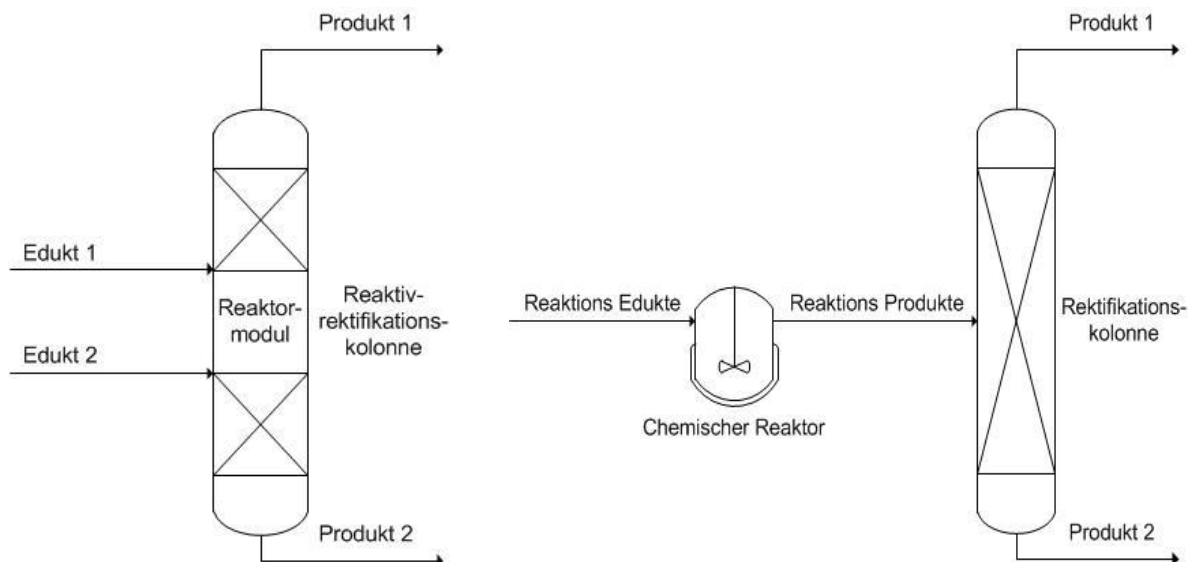 Produkt 1
Edukt 1
Reaktor-
modul
Reaktiv-
rektifikations-
kolonne
Edukt 2
Produkt 2
Produkt 1
Reaktions Edukte
Reaktions Produkte
Rektifikations-
kolonne
Chemischer Reaktor
Produkt 2